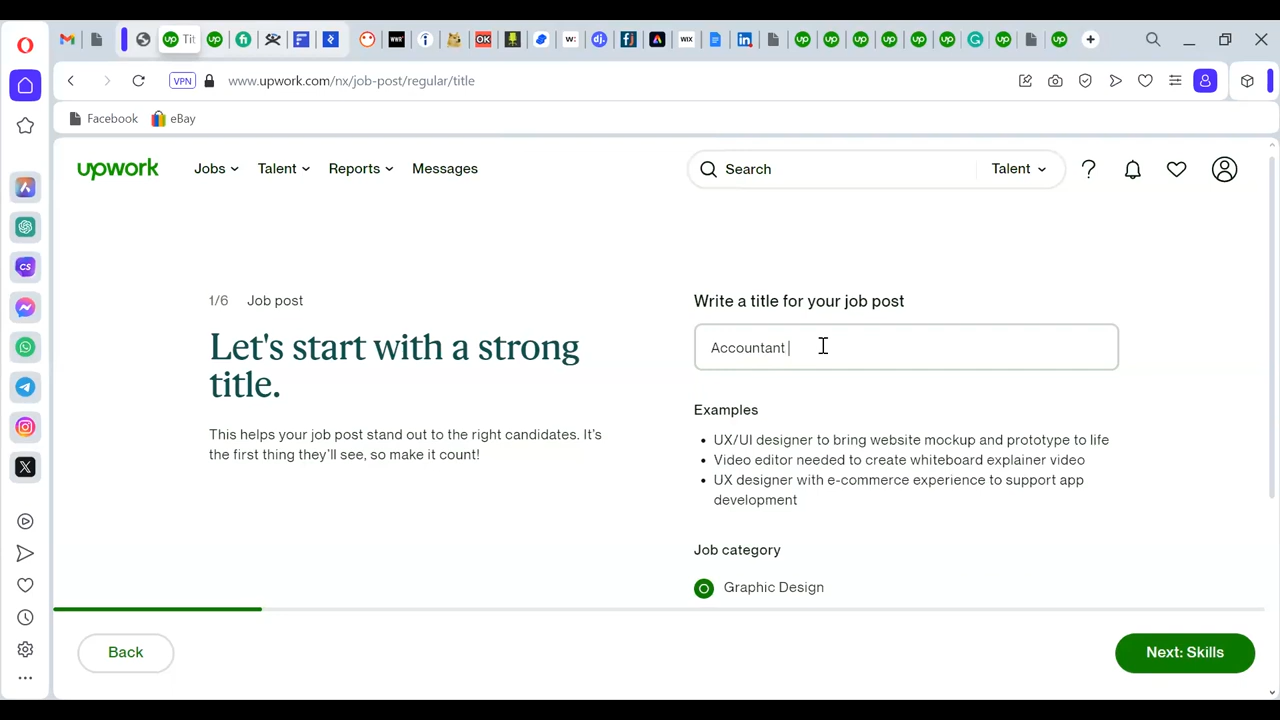 Tit
VPN
www.upwork.com/nx/job-post/regular/title
Facebook
eBay
upwork
Jobs
Talent
Reports
Messages
Search
Talent
1/6 Job post
Let's start with a strong
title.
This helps your job post stand out to the right candidates. It's
the first thing they'll see, so make it count!
Write a title for your job post
Accountant
Examples
UX/UI designer to bring website mockup and prototype to life
Video editor needed to create whiteboard explainer video
UX designer with e-commerce experience to support app
development
Job category
Graphic Design
Back
Next: Skills